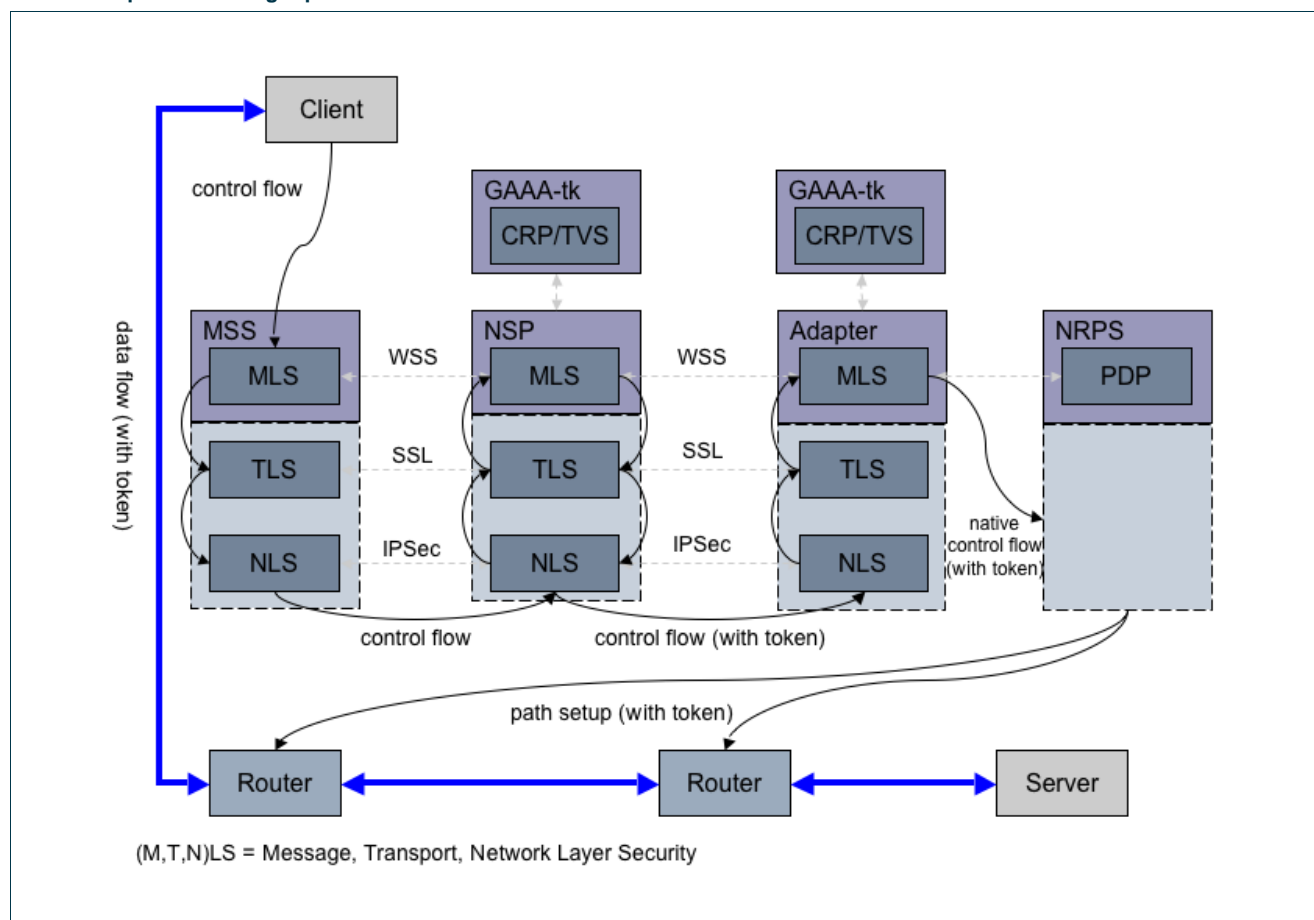 Client
control flow
GAAA-tk
CRP/TVS
GAAA-tk
CRP/TVS
data flow (with token)
MSS
MLS
WSS
NSP
MLS
WSS
Adapter
MLS
NRPS
PDP
TLS
SSL
TLS
SSL
TLS
NLS
IPSec
NLS
IPSec
NLS
native
control flow
(with token)
control flow
control flow (with token)
path setup (with token)
Router
Router
Server
(M,T,N)LS = Message, Transport, Network Layer Security